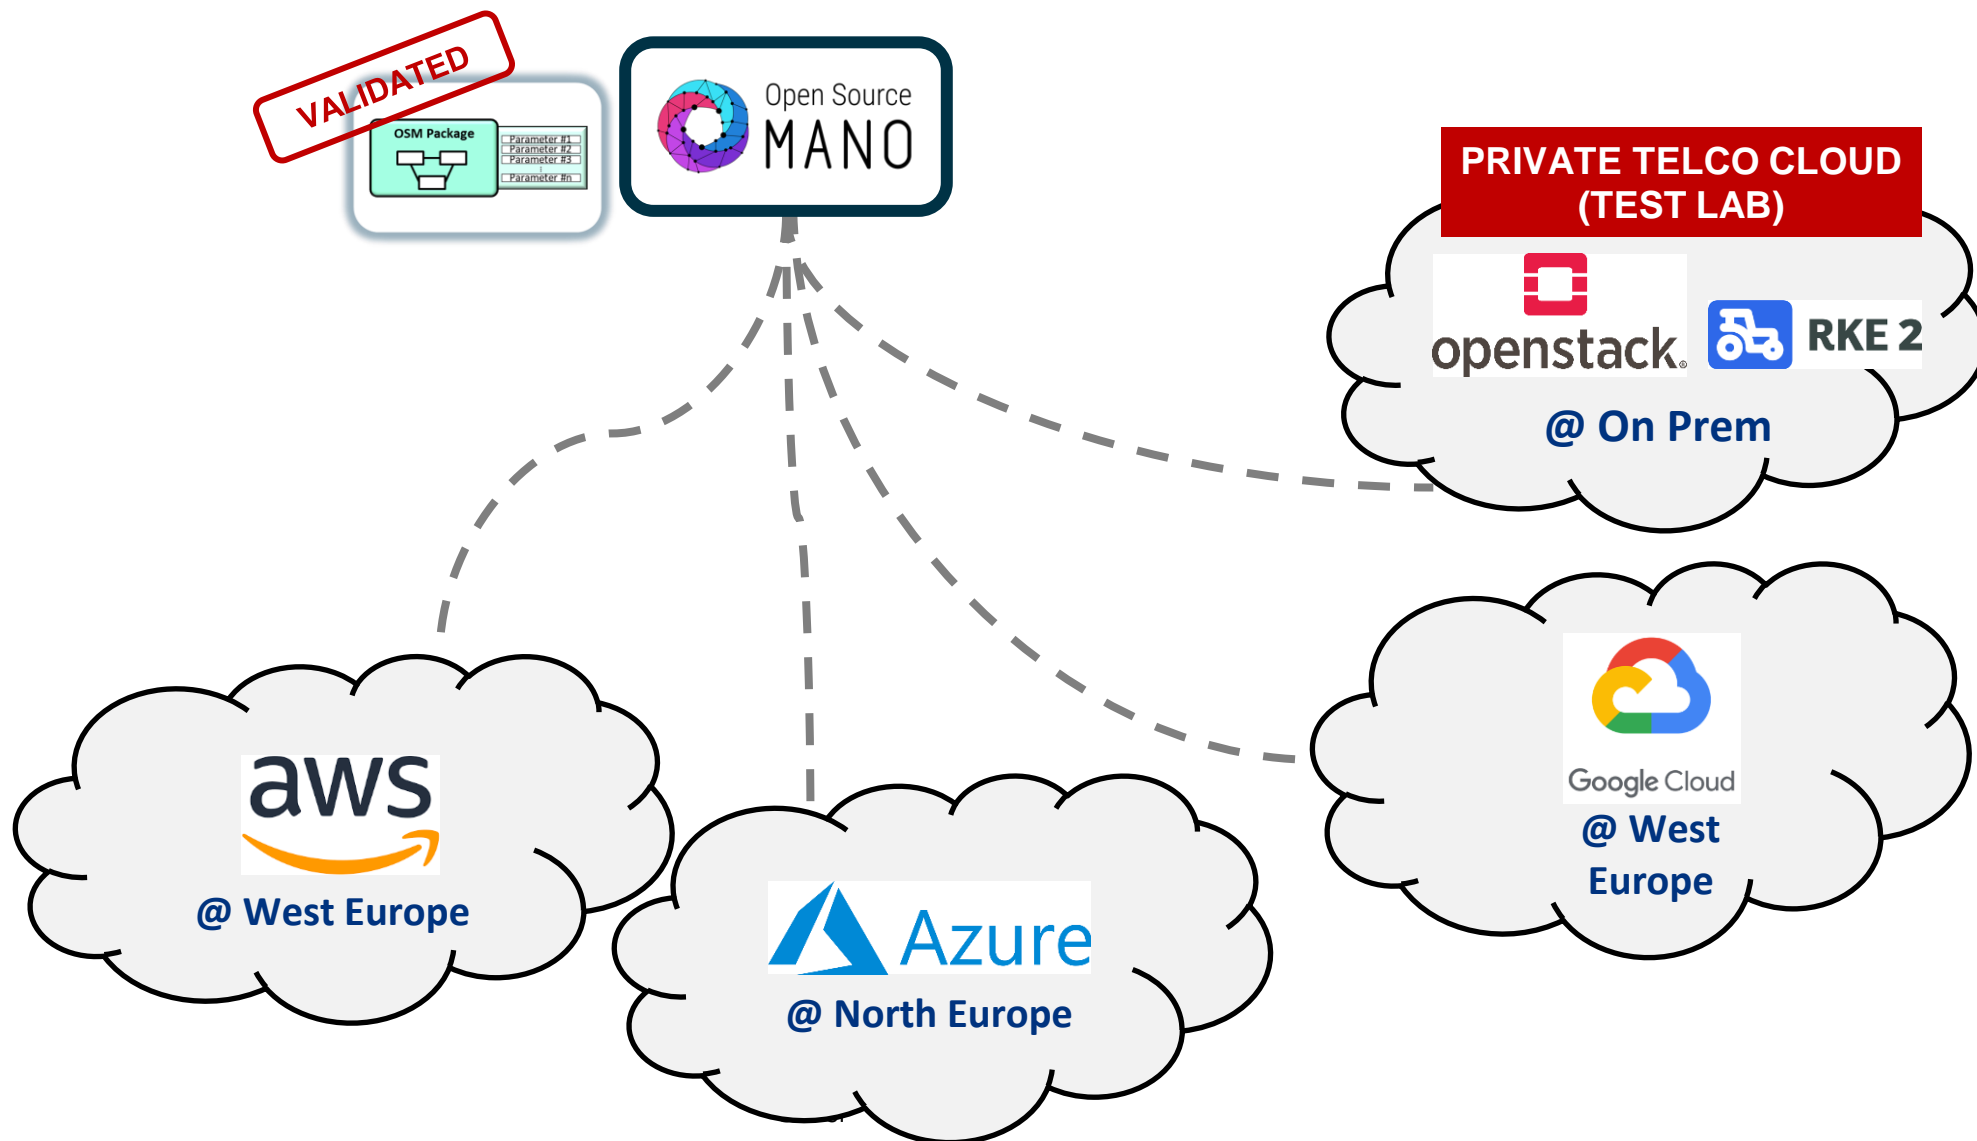 VALIDATED
OSM Package
Parameter #1
Parameter #2
Parameter #3
Parameter #n
Open Source
MANO
PRIVATE TELCO CLOUD
(TEST LAB)
openstack®
RKE 2
@ On Prem
Google Cloud
@ West
Europe
aws
@ West Europe
Azure
@ North Europe